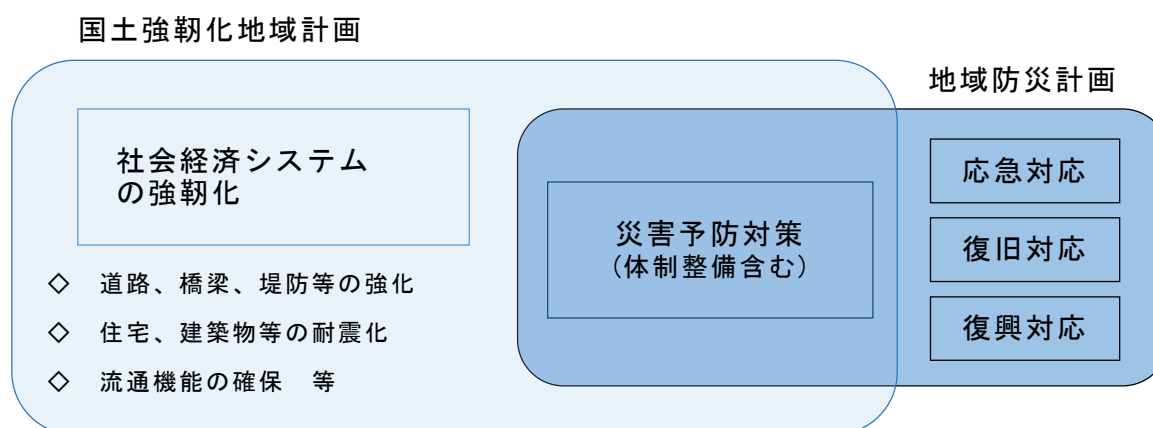 国土強靭化地域計画
社会経済システム
の強靭化
◇ 道路、橋梁、堤防等の強化
◇ 住宅、建築物等の耐震化
◇ 流通機能の確保 等
地域防災計画
災害予防対策
(体制整備含む)
応急対応
復旧対応
復興対応